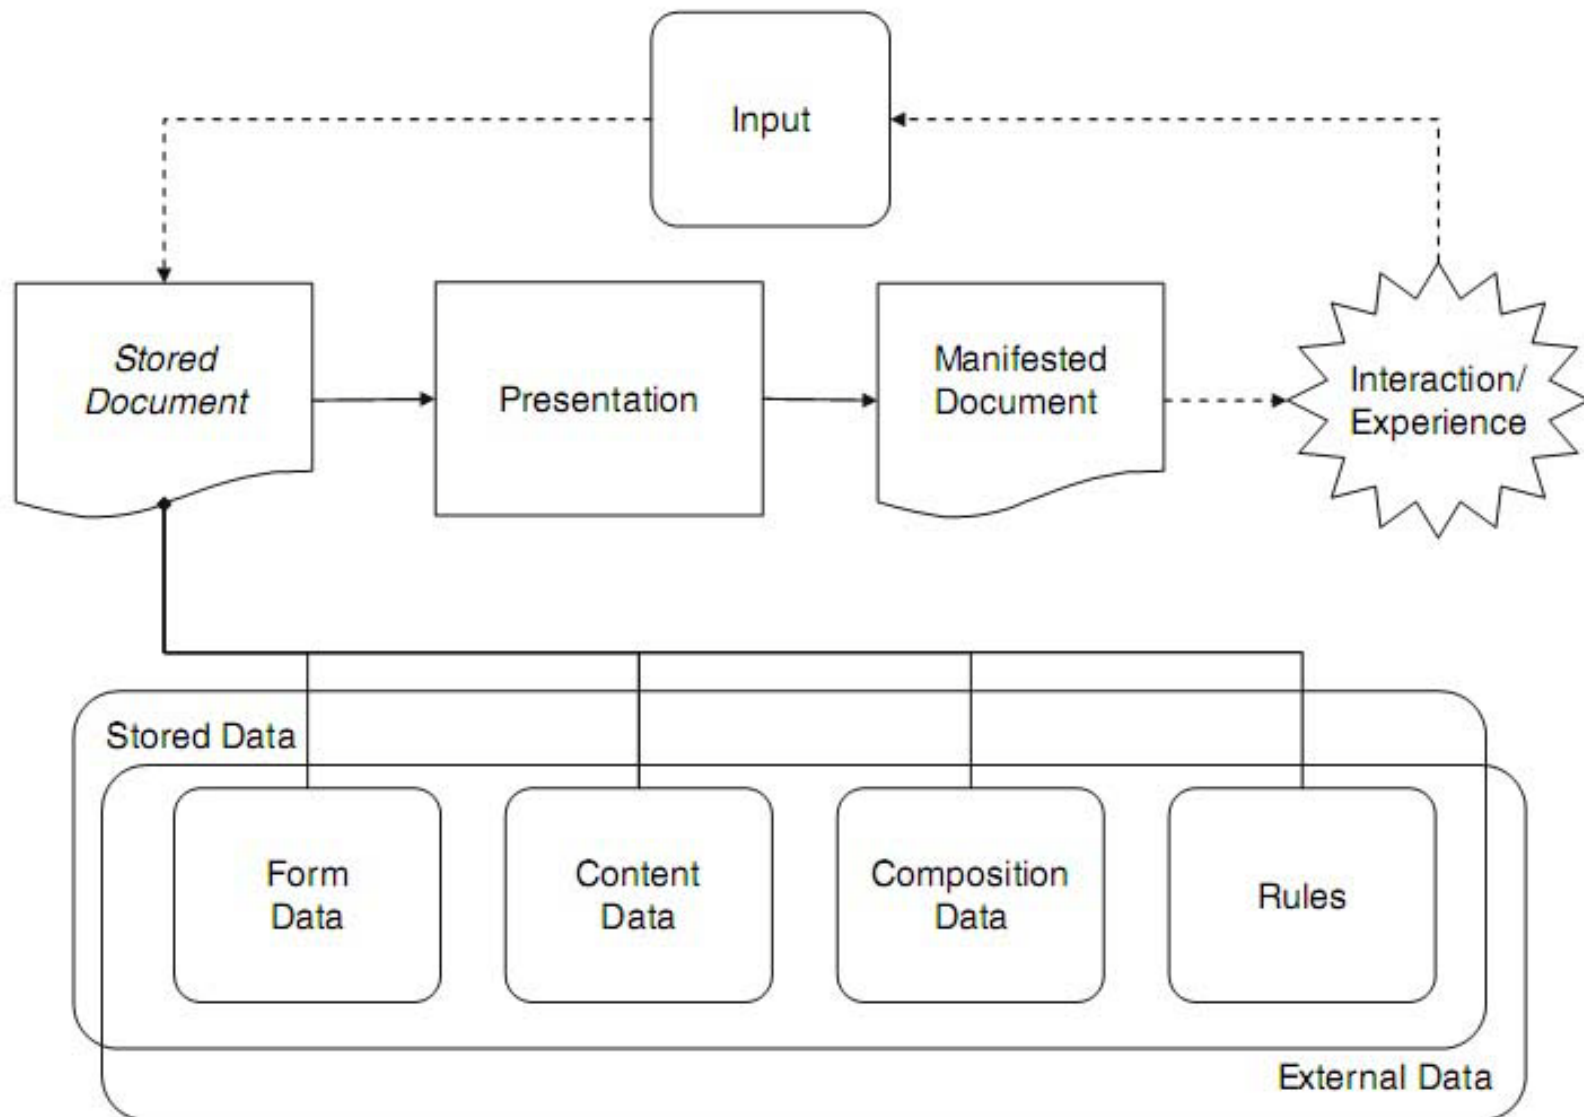 Input
Stored
Document
Presentation
Manifested
Document
Interaction/
Experience
Stored Data
Form
Data
Content
Data
Composition
Data
Rules
External Data